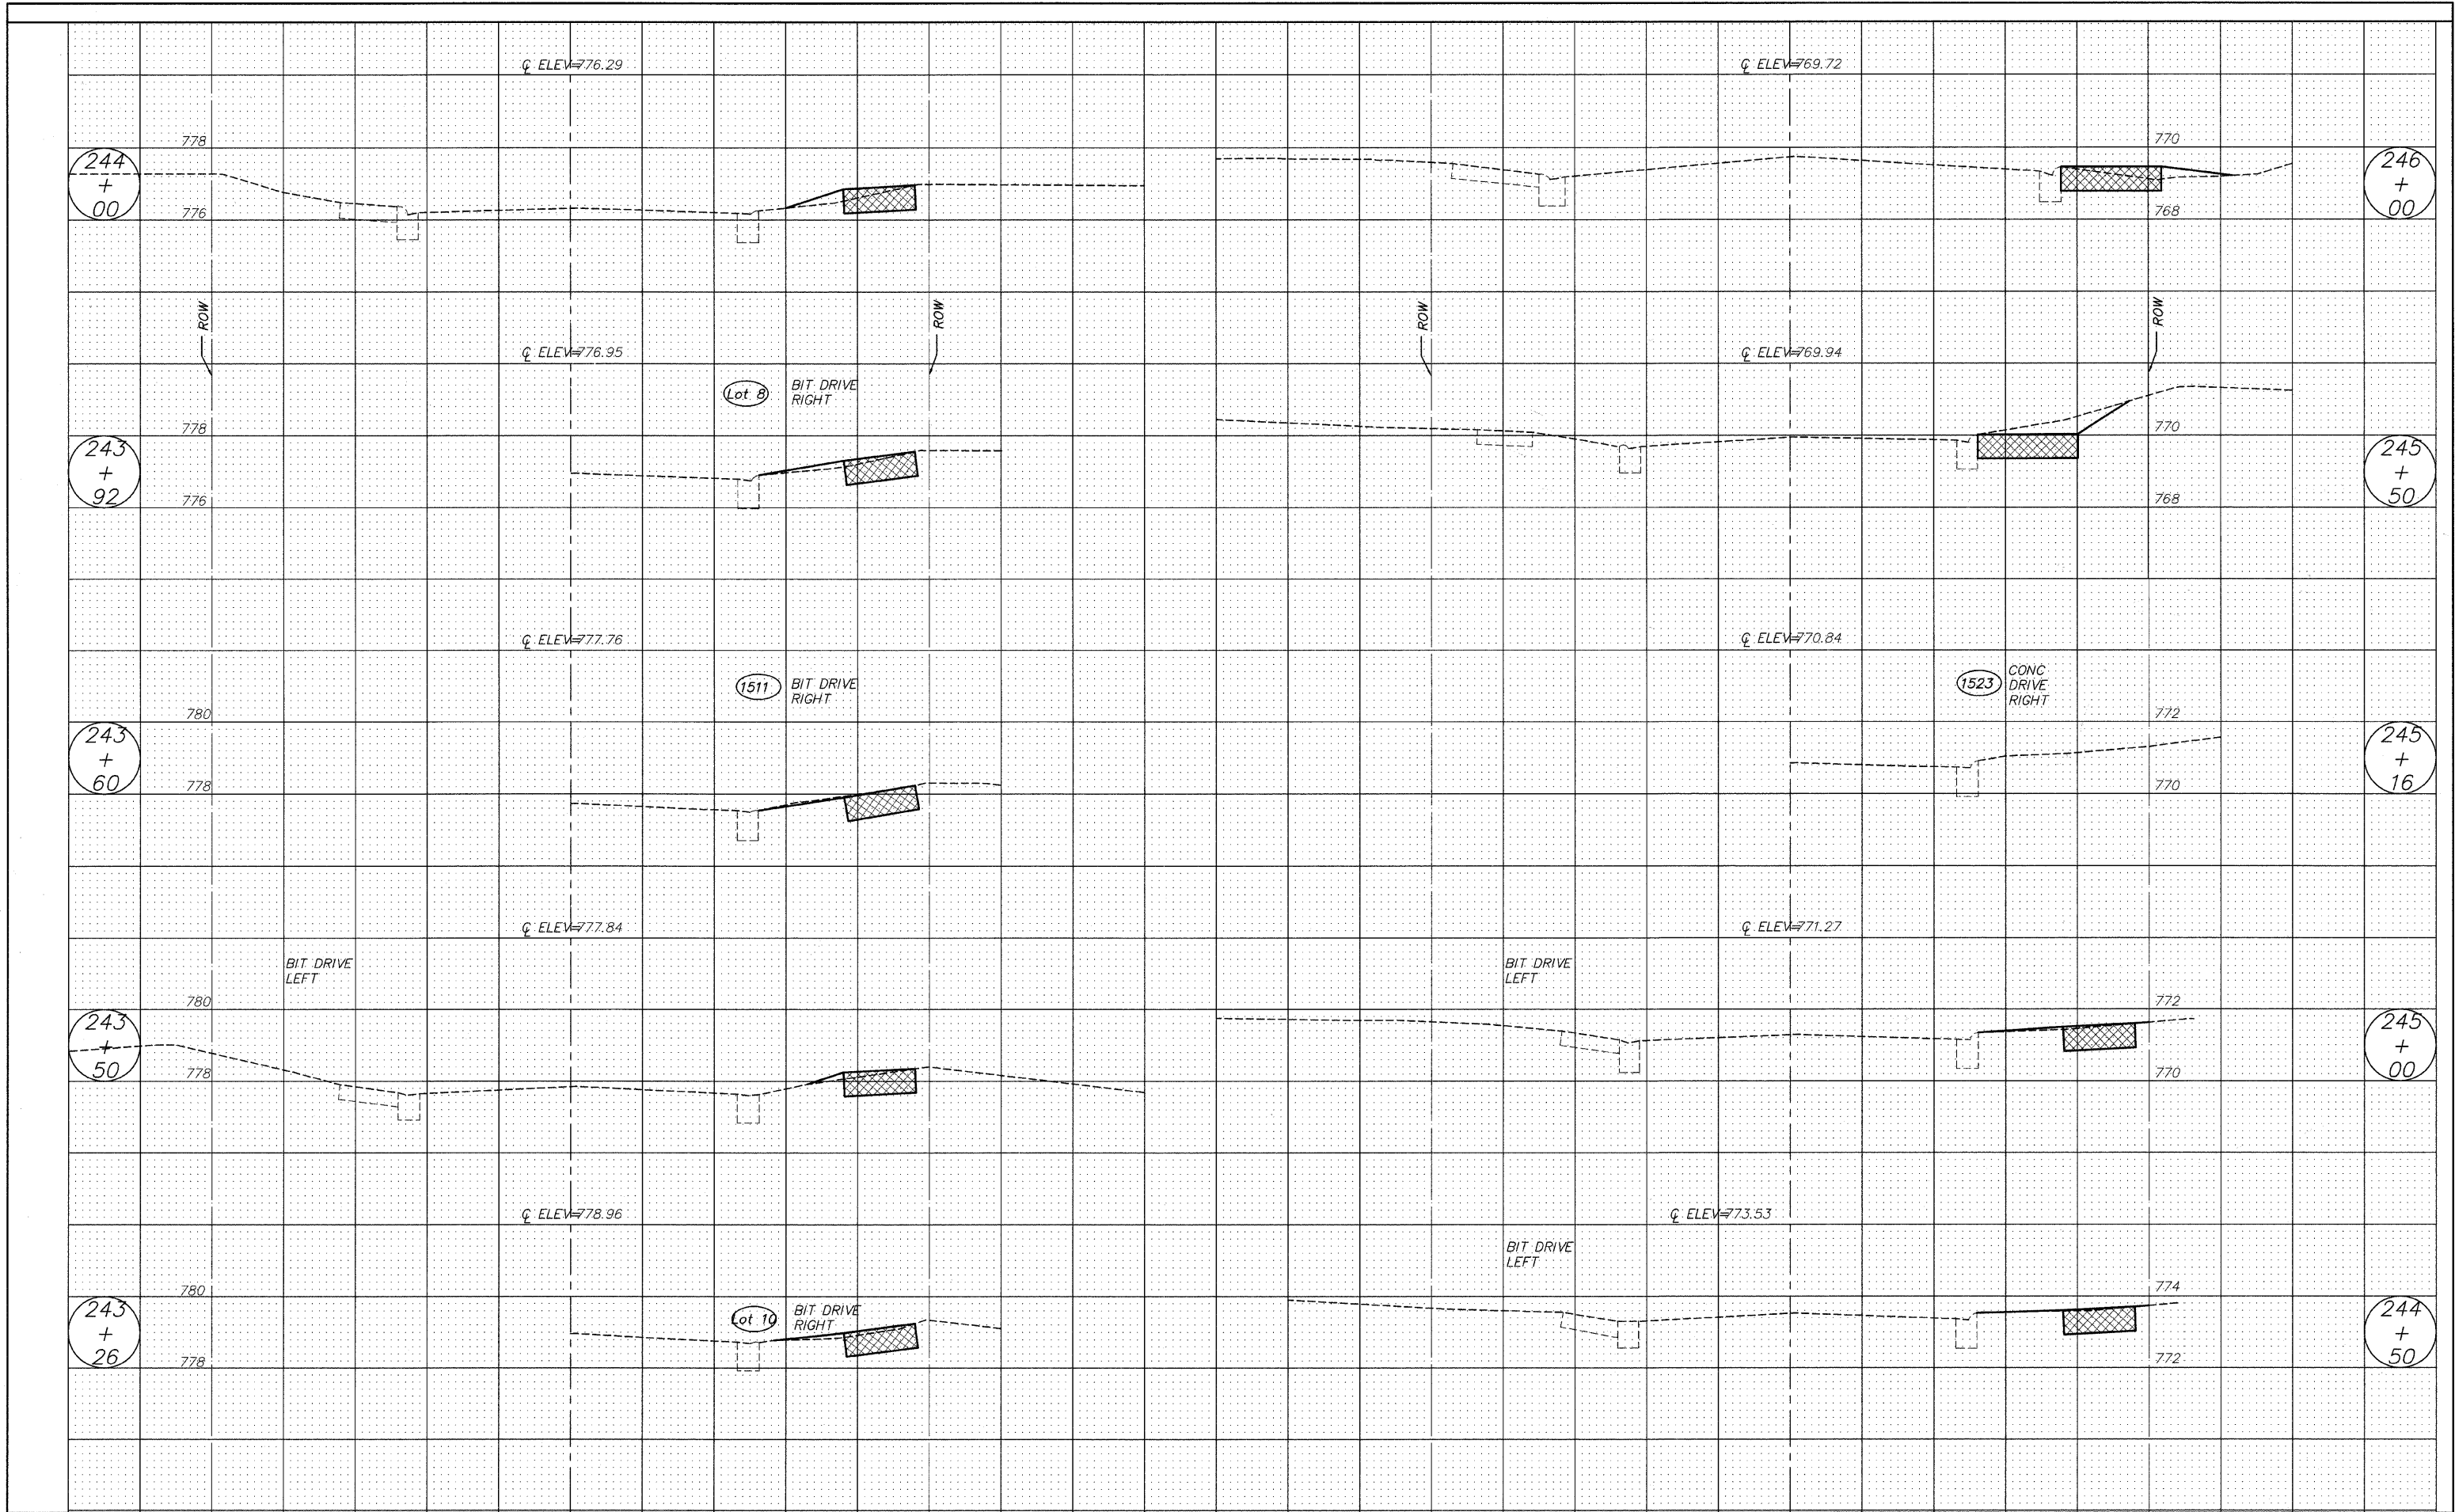 ℄ ELEV=776.29
778
244
+
00
776
ROW
ROW
℄ ELEV=776.95
Lot 8
BIT DRIVE
RIGHT
778
243
+
92
776
℄ ELEV=777.76
1511
BIT DRIVE
RIGHT
780
243
+
60
778
℄ ELEV=777.84
BIT DRIVE
LEFT
780
243
+
50
778
℄ ELEV=778.96
780
Lot 10
BIT DRIVE
RIGHT
243
+
26
778
℄ ELEV=769.72
770
246
+
00
768
ROW
ROW
℄ ELEV=769.94
770
245
+
50
768
℄ ELEV=770.84
1523
CONC
DRIVE
RIGHT
772
245
+
16
770
℄ ELEV=771.27
BIT DRIVE
LEFT
772
245
+
00
770
℄ ELEV=773.53
BIT DRIVE
LEFT
774
244
+
50
772